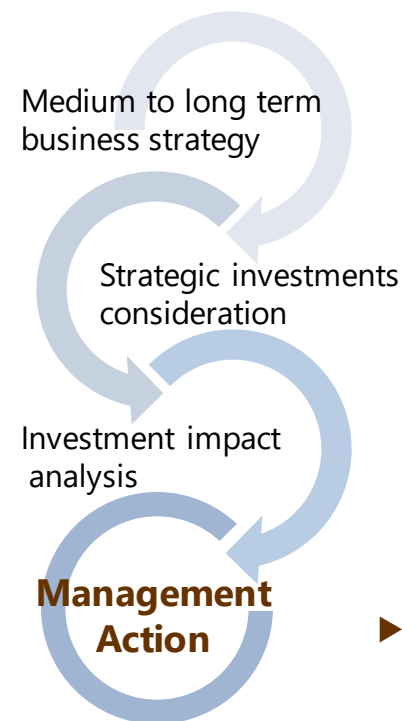 Medium to long term
business strategy
Strategic investments
consideration
Investment impact
analysis
Management
Action